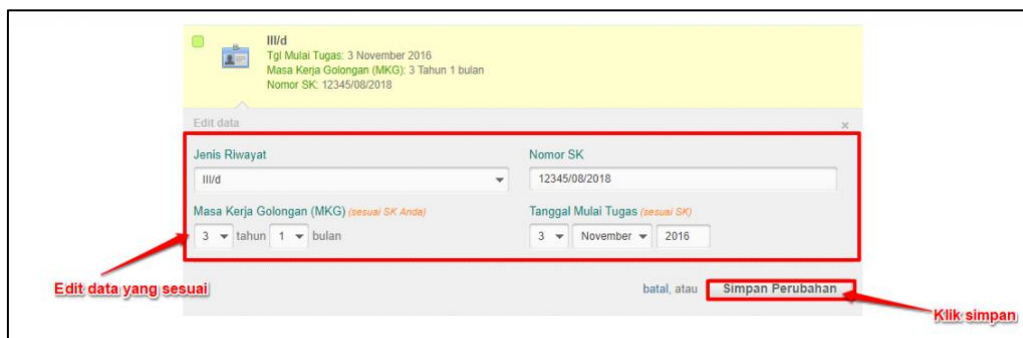 III/d
Tgl Mulai Tugas: 3 November 2016
Masa Kerja Golongan (MKG): 3 Tahun 1 bulan
Nomor SK: 12345/08/2018
Edit data ×
Jenis Riwayat Nomor SK
III/d 12345/08/2018
Masa Kerja Golongan (MKG) (sesuai SK Anda) Tanggal Mulai Tugas (sesuai SK)
3 tahun 1 bulan 3 November 2016
Edit data yang sesuai batal, atau Simpan Perubahan
Klik simpan